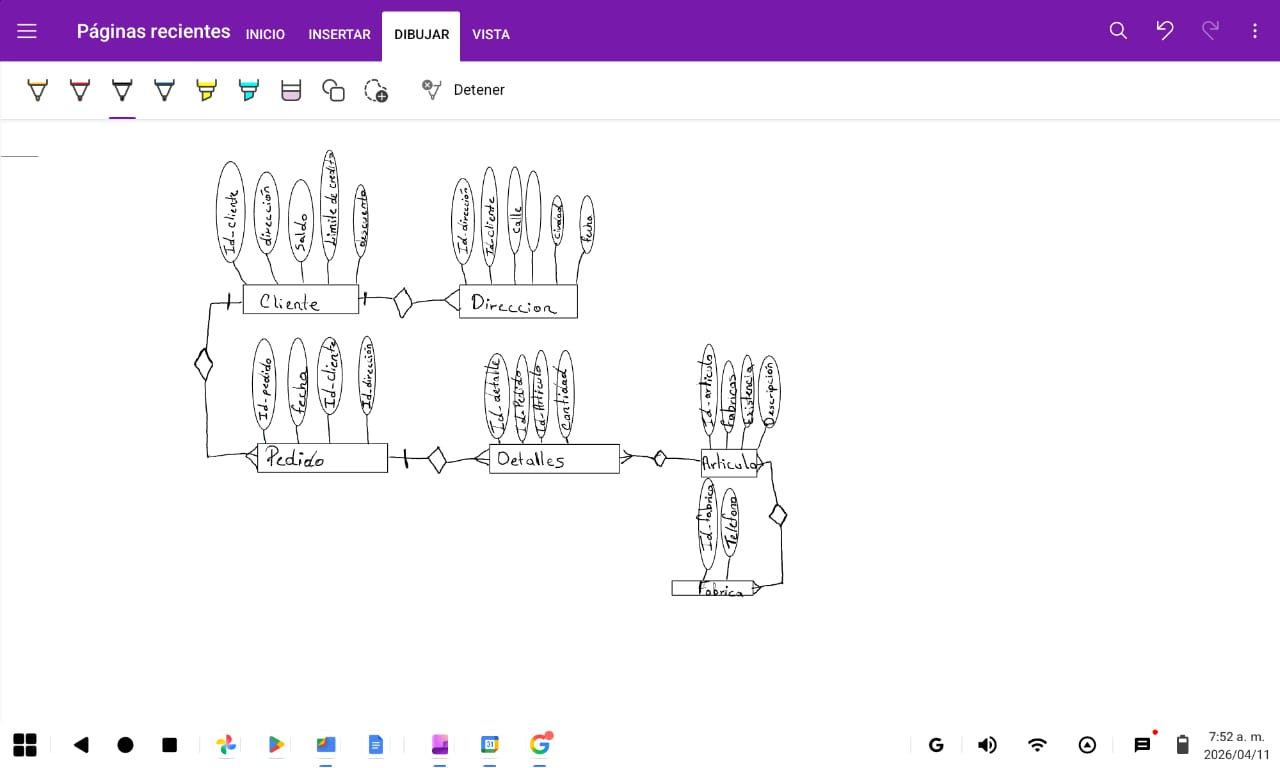 Páginas recientes INICIO INSERTAR DIBUJAR VISTA
Detener
Id-cliente
dirección
Saldo
Limite de credito
Descuento
Id-dirección
Id-cliente
Calle
Ciudad
fecha
Cliente
Direccion
Id-pedido
fecha
Id-cliente
Id-dirección
Id-detalle
Id-Pedido
Id-Articulo
Cantidad
Id-articulo
fabricas
Existencia
Descripción
Pedido
Detalles
Articulo
Id-fabrica
Telefono
Fabrica
31
7:52 a. m.
2026/04/11